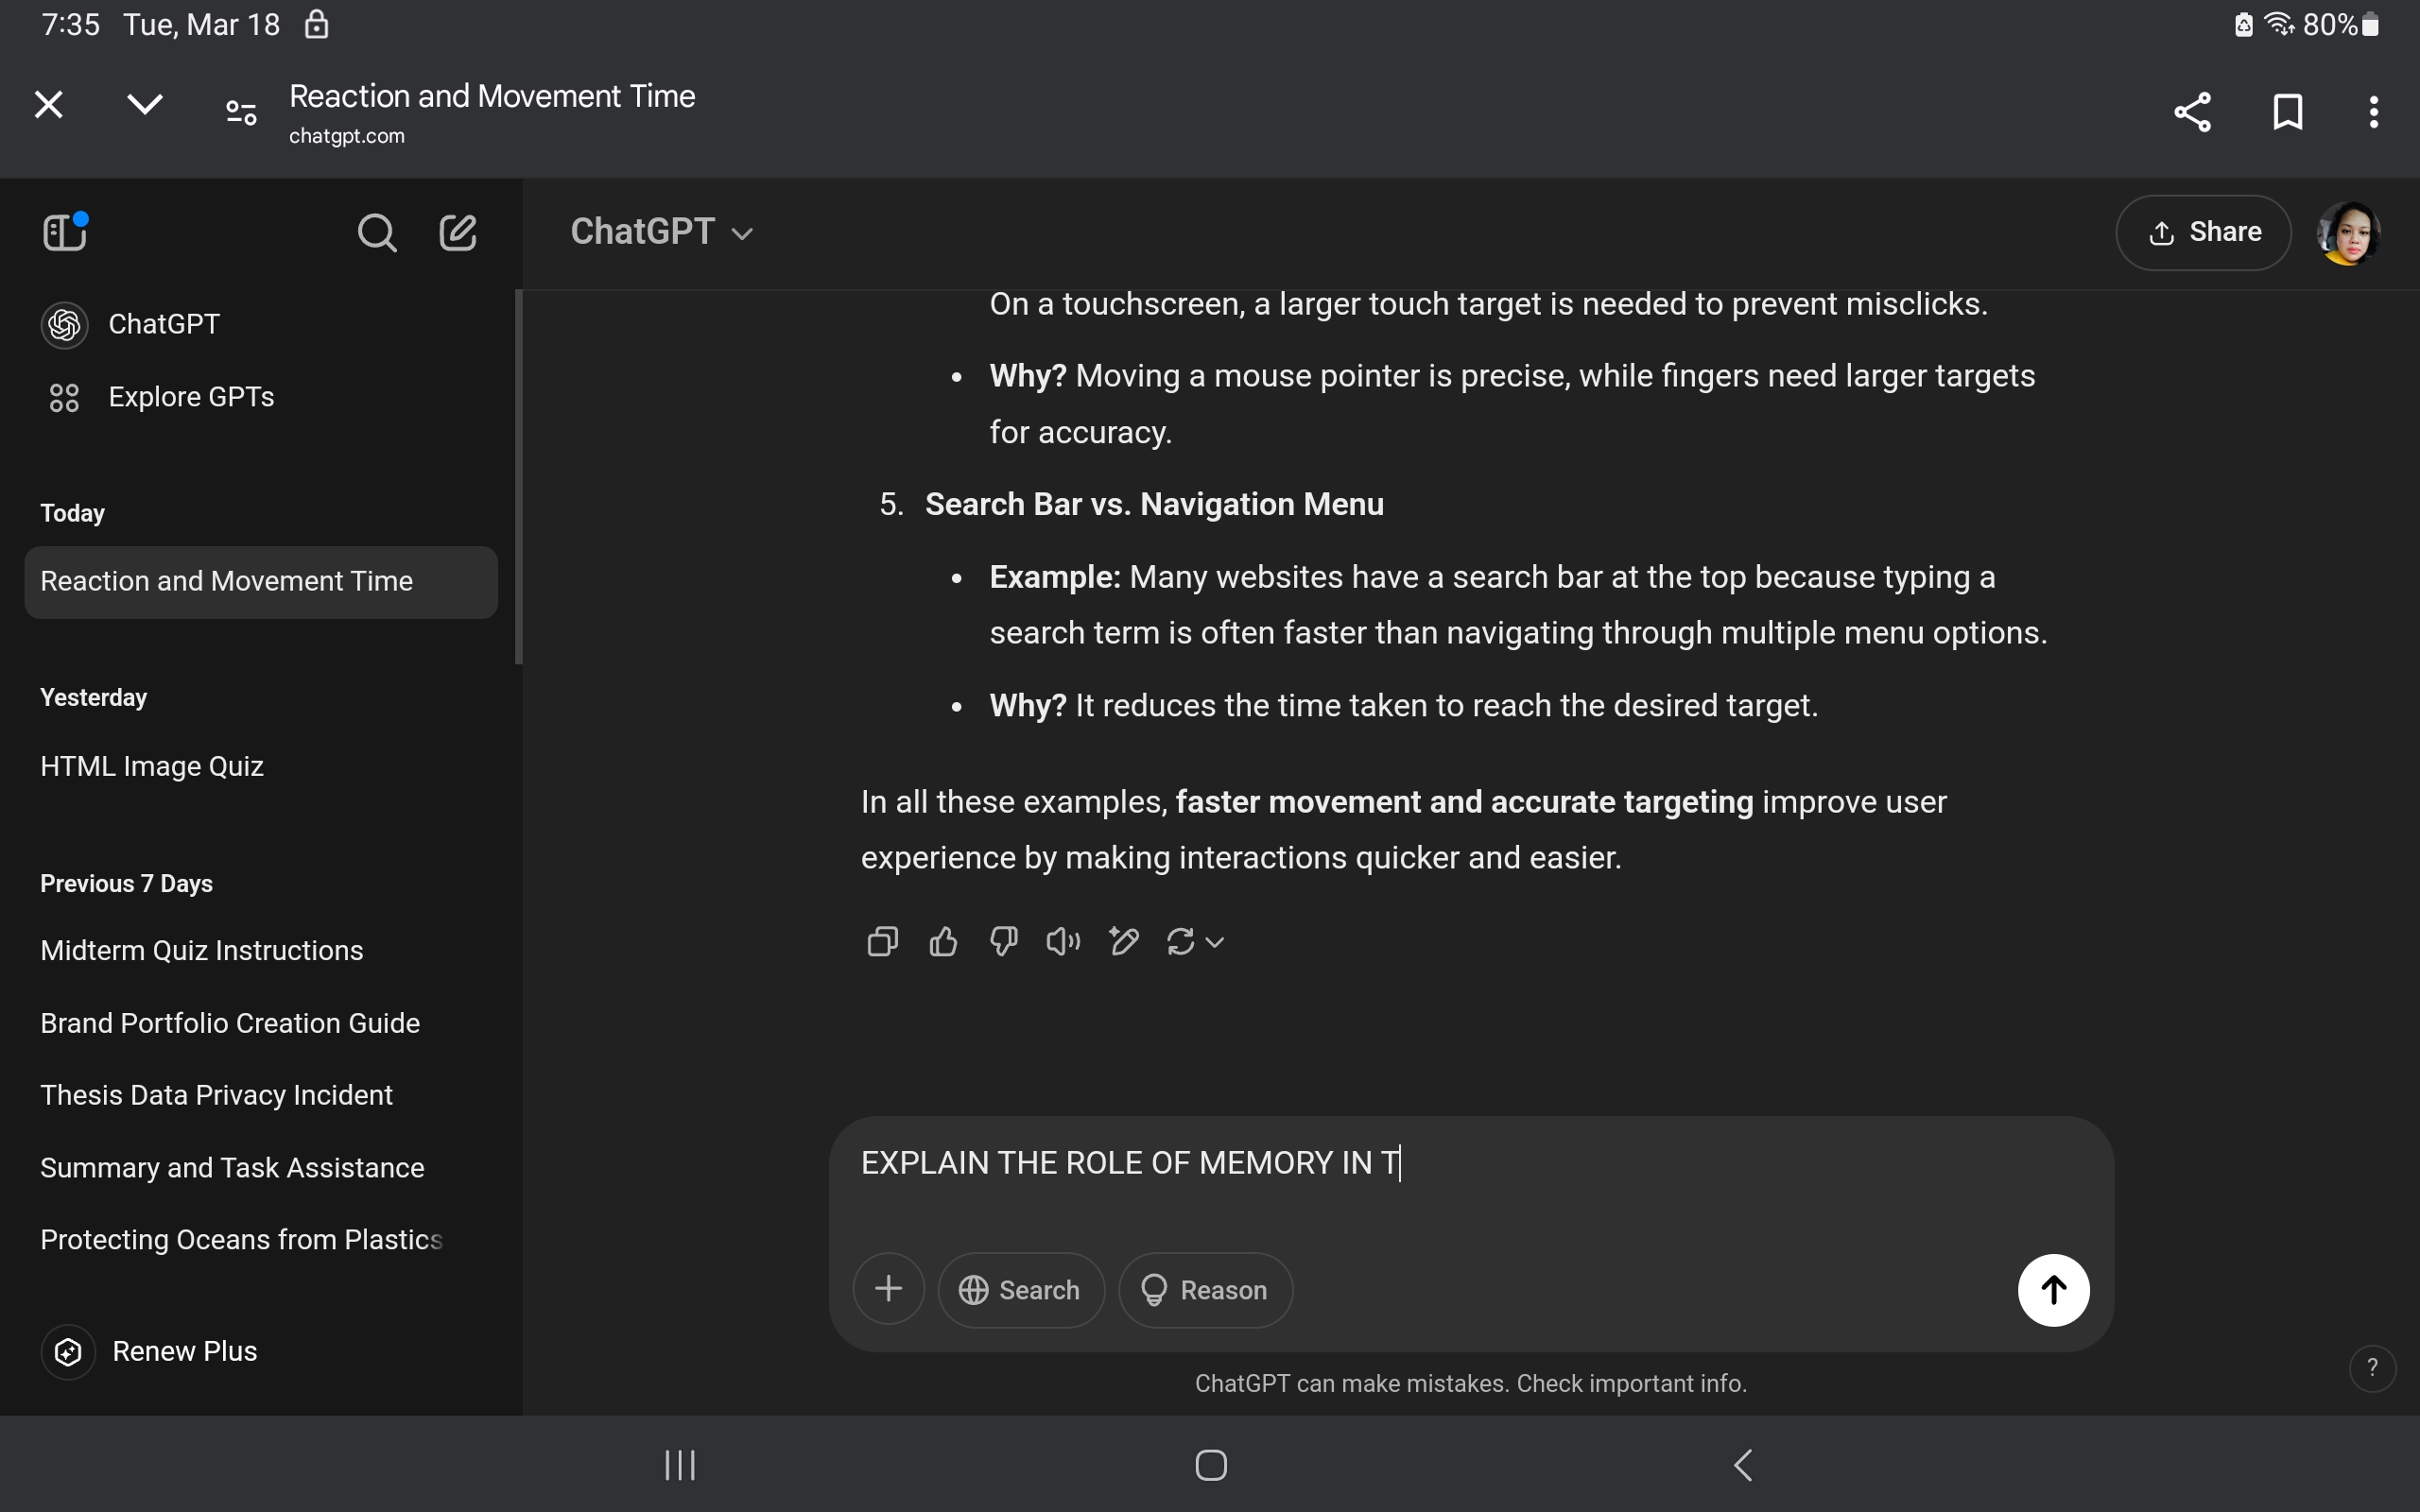 7:35 Tue, Mar 18
80%
Reaction and Movement Time
chatgpt.com
ChatGPT
Explore GPTs
Today
Reaction and Movement Time
Yesterday
HTML Image Quiz
Previous 7 Days
Midterm Quiz Instructions
Brand Portfolio Creation Guide
Thesis Data Privacy Incident
Summary and Task Assistance
Protecting Oceans from Plastics
Renew Plus
ChatGPT
Share
On a touchscreen, a larger touch target is needed to prevent misclicks.
• Why? Moving a mouse pointer is precise, while fingers need larger targets
for accuracy.
5. Search Bar vs. Navigation Menu
• Example: Many websites have a search bar at the top because typing a
search term is often faster than navigating through multiple menu options.
• Why? It reduces the time taken to reach the desired target.
In all these examples, faster movement and accurate targeting improve user
experience by making interactions quicker and easier.
EXPLAIN THE ROLE OF MEMORY IN T
Search
Reason
ChatGPT can make mistakes. Check important info.
?